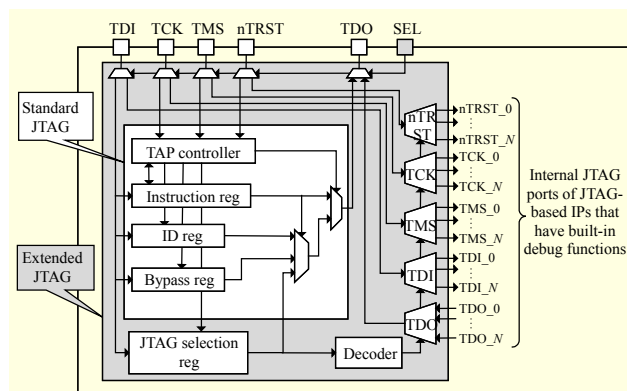 TDI TCK TMS nTRST TDO SEL
Standard
JTAG
TAP controller
Instruction reg
ID reg
Bypass reg
Extended
JTAG
JTAG selection
reg
Decoder
nTR
ST
TCK
TMS
TDI
TDO
nTRST_0
⋮
nTRST_N
TCK_0
⋮
TCK_N
TMS_0
⋮
TMS_N
TDI_0
⋮
TDI_N
TDO_0
⋮
TDO_N
Internal JTAG
ports of JTAG-
based IPs that
have built-in
debug functions